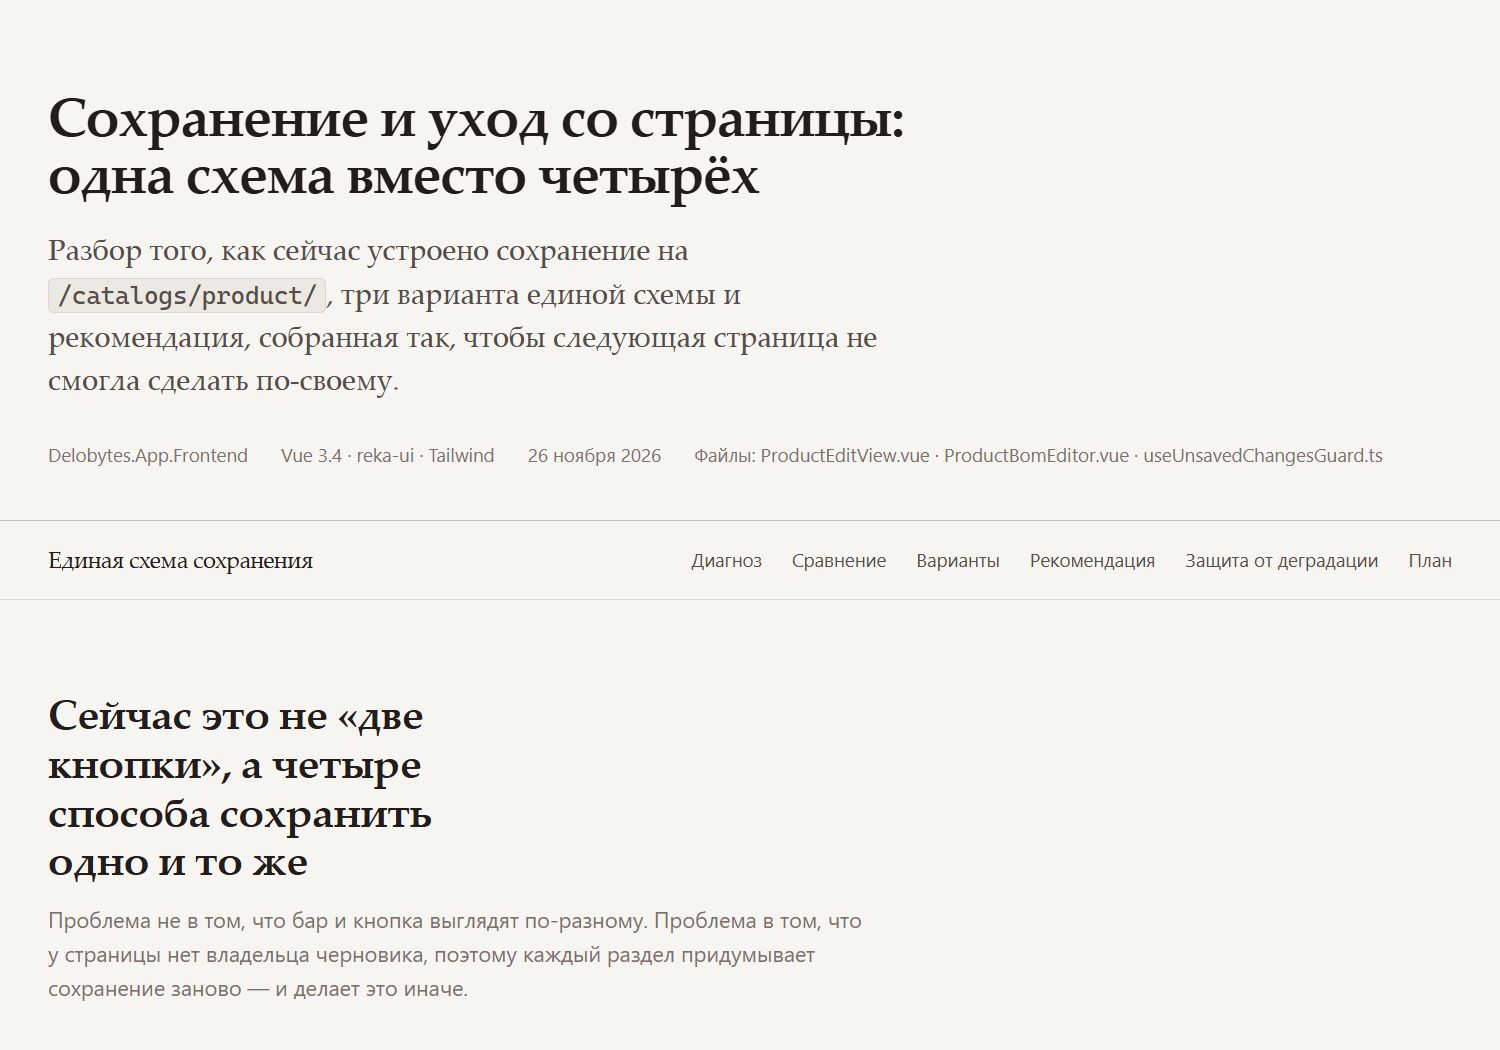 Сохранение и уход со страницы:
одна схема вместо четырёх
Разбор того, как сейчас устроено сохранение на
/catalogs/product/, три варианта единой схемы и
рекомендация, собранная так, чтобы следующая страница не
смогла сделать по-своему.
Delobytes.App.Frontend Vue 3.4 · reka-ui · Tailwind 26 ноября 2026 Файлы: ProductEditView.vue · ProductBomEditor.vue · useUnsavedChangesGuard.ts
Единая схема сохранения Диагноз Сравнение Варианты Рекомендация Защита от деградации План
Сейчас это не «две
кнопки», а четыре
способа сохранить
одно и то же
Проблема не в том, что бар и кнопка выглядят по-разному. Проблема в том, что
у страницы нет владельца черновика, поэтому каждый раздел придумывает
сохранение заново — и делает это иначе.